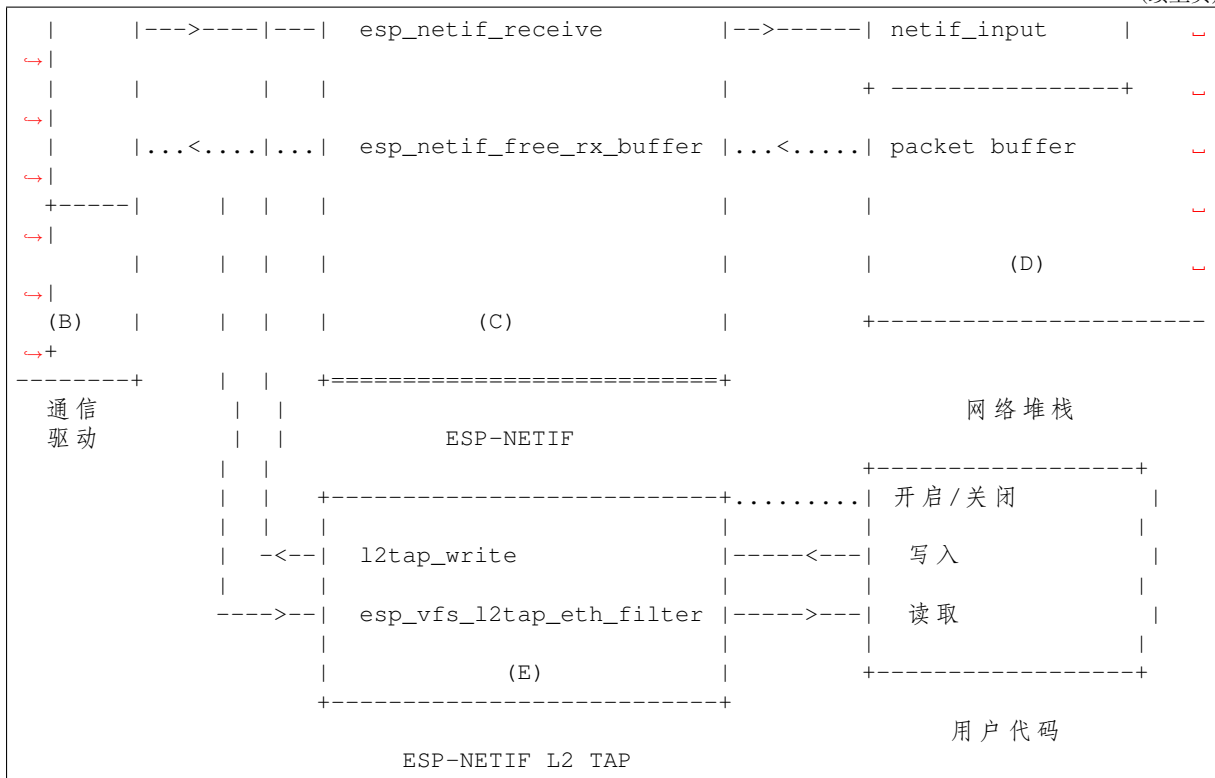 |       |--->----|---|  esp_netif_receive        |-->------| netif_input     |    ␣
↪|
|       |        |   |                           |         + ----------------+    ␣
↪|
|       |...<....|...|  esp_netif_free_rx_buffer |...<.....| packet buffer        ␣
↪|
+-----|     |  |   |                           |         |                      ␣
↪|
|     |  |   |                           |         |         (D)          ␣
↪|
(B)    |     |  |   |          (C)              |         +-----------------------
↪+
--------+     |  |   +===========================+
通信         |  |                                               网络堆栈
驱动         |  |           ESP-NETIF
|  |                                         +------------------+
|  |   +---------------------------+.........| 开启/关闭         |
|  |   |                           |         |                  |
|  -<--|  l2tap_write              |-----<---|  写入            |
|      |                           |         |                  |
---->--|  esp_vfs_l2tap_eth_filter |----->---|  读取            |
|                           |         |                  |
|            (E)            |         +------------------+
+---------------------------+
用户代码
ESP-NETIF L2 TAP